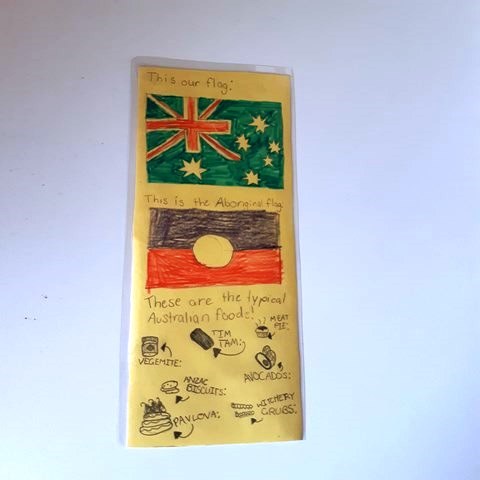 This our flag:
This is the Aboriginal flag:
These are the typical
Australian foods!
MEAT
PIE:
TIM
TAM:
VEGEMITE:
AVOCADOS:
ANZAC
BISCUITS:
PAVLOVA:
WITCHERY
GRUBS: